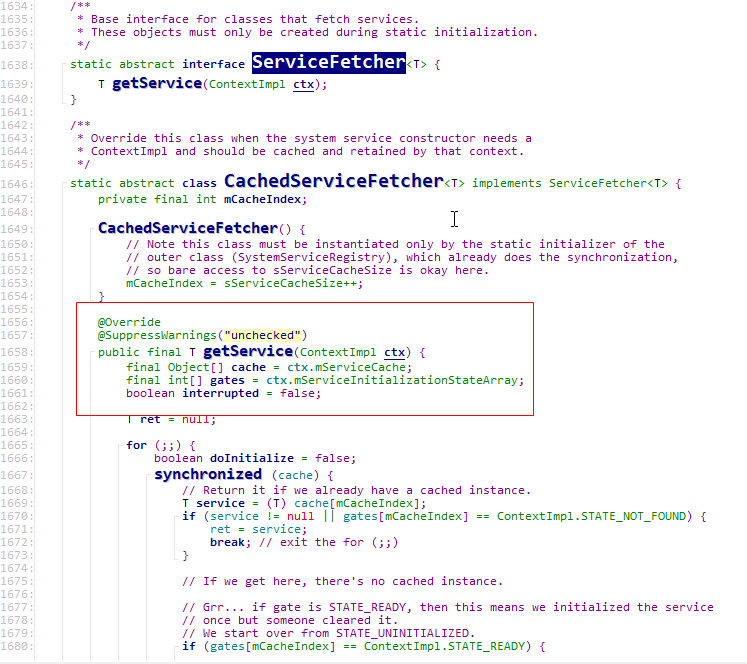 1634: /**
1635: * Base interface for classes that fetch services.
1636: * These objects must only be created during static initialization.
1637: */
1638: static abstract interface ServiceFetcher<T> {
1639: T getService(ContextImpl ctx);
1640: }
1641:
1642: /**
1643: * Override this class when the system service constructor needs a
1644: * ContextImpl and should be cached and retained by that context.
1645: */
1646: static abstract class CachedServiceFetcher<T> implements ServiceFetcher<T> {
1647: private final int mCacheIndex;
1648:
1649: CachedServiceFetcher() {
1650: // Note this class must be instantiated only by the static initializer of the
1651: // outer class (SystemServiceRegistry), which already does the synchronization,
1652: // so bare access to sServiceCacheSize is okay here.
1653: mCacheIndex = sServiceCacheSize++;
1654: }
1655:
1656: @Override
1657: @SuppressWarnings("unchecked")
1658: public final T getService(ContextImpl ctx) {
1659: final Object[] cache = ctx.mServiceCache;
1660: final int[] gates = ctx.mServiceInitializationStateArray;
1661: boolean interrupted = false;
1662:
1663: T ret = null;
1664:
1665: for (;;) {
1666: boolean doInitialize = false;
1667: synchronized (cache) {
1668: // Return it if we already have a cached instance.
1669: T service = (T) cache[mCacheIndex];
1670: if (service != null || gates[mCacheIndex] == ContextImpl.STATE_NOT_FOUND) {
1671: ret = service;
1672: break; // exit the for (;;)
1673: }
1674:
1675: // If we get here, there's no cached instance.
1676:
1677: // Grr... if gate is STATE_READY, then this means we initialized the service
1678: // once but someone cleared it.
1679: // We start over from STATE_UNINITIALIZED.
1680: if (gates[mCacheIndex] == ContextImpl.STATE_READY) {